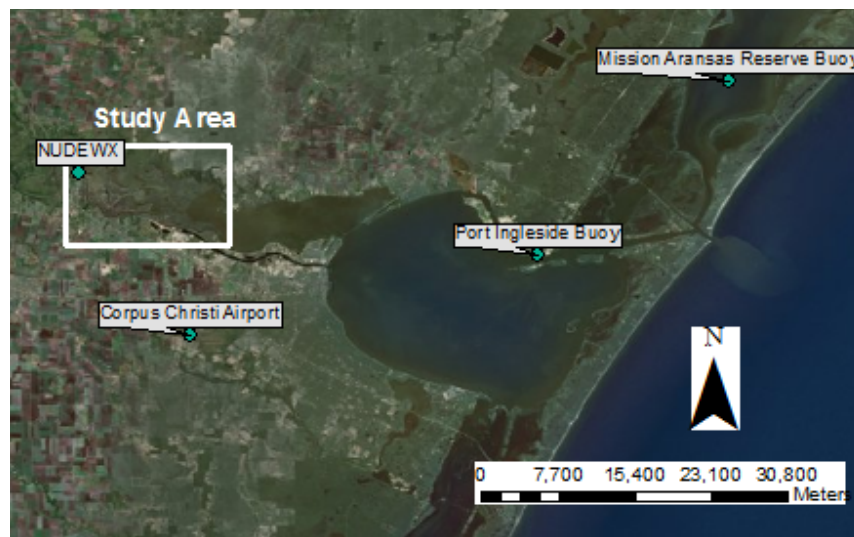 Mission Aransas Reserve Buoy
Study Area
NUDEWX
Port Ingleside Buoy
Corpus Christi Airport
N
0 7,700 15,400 23,100 30,800
Meters